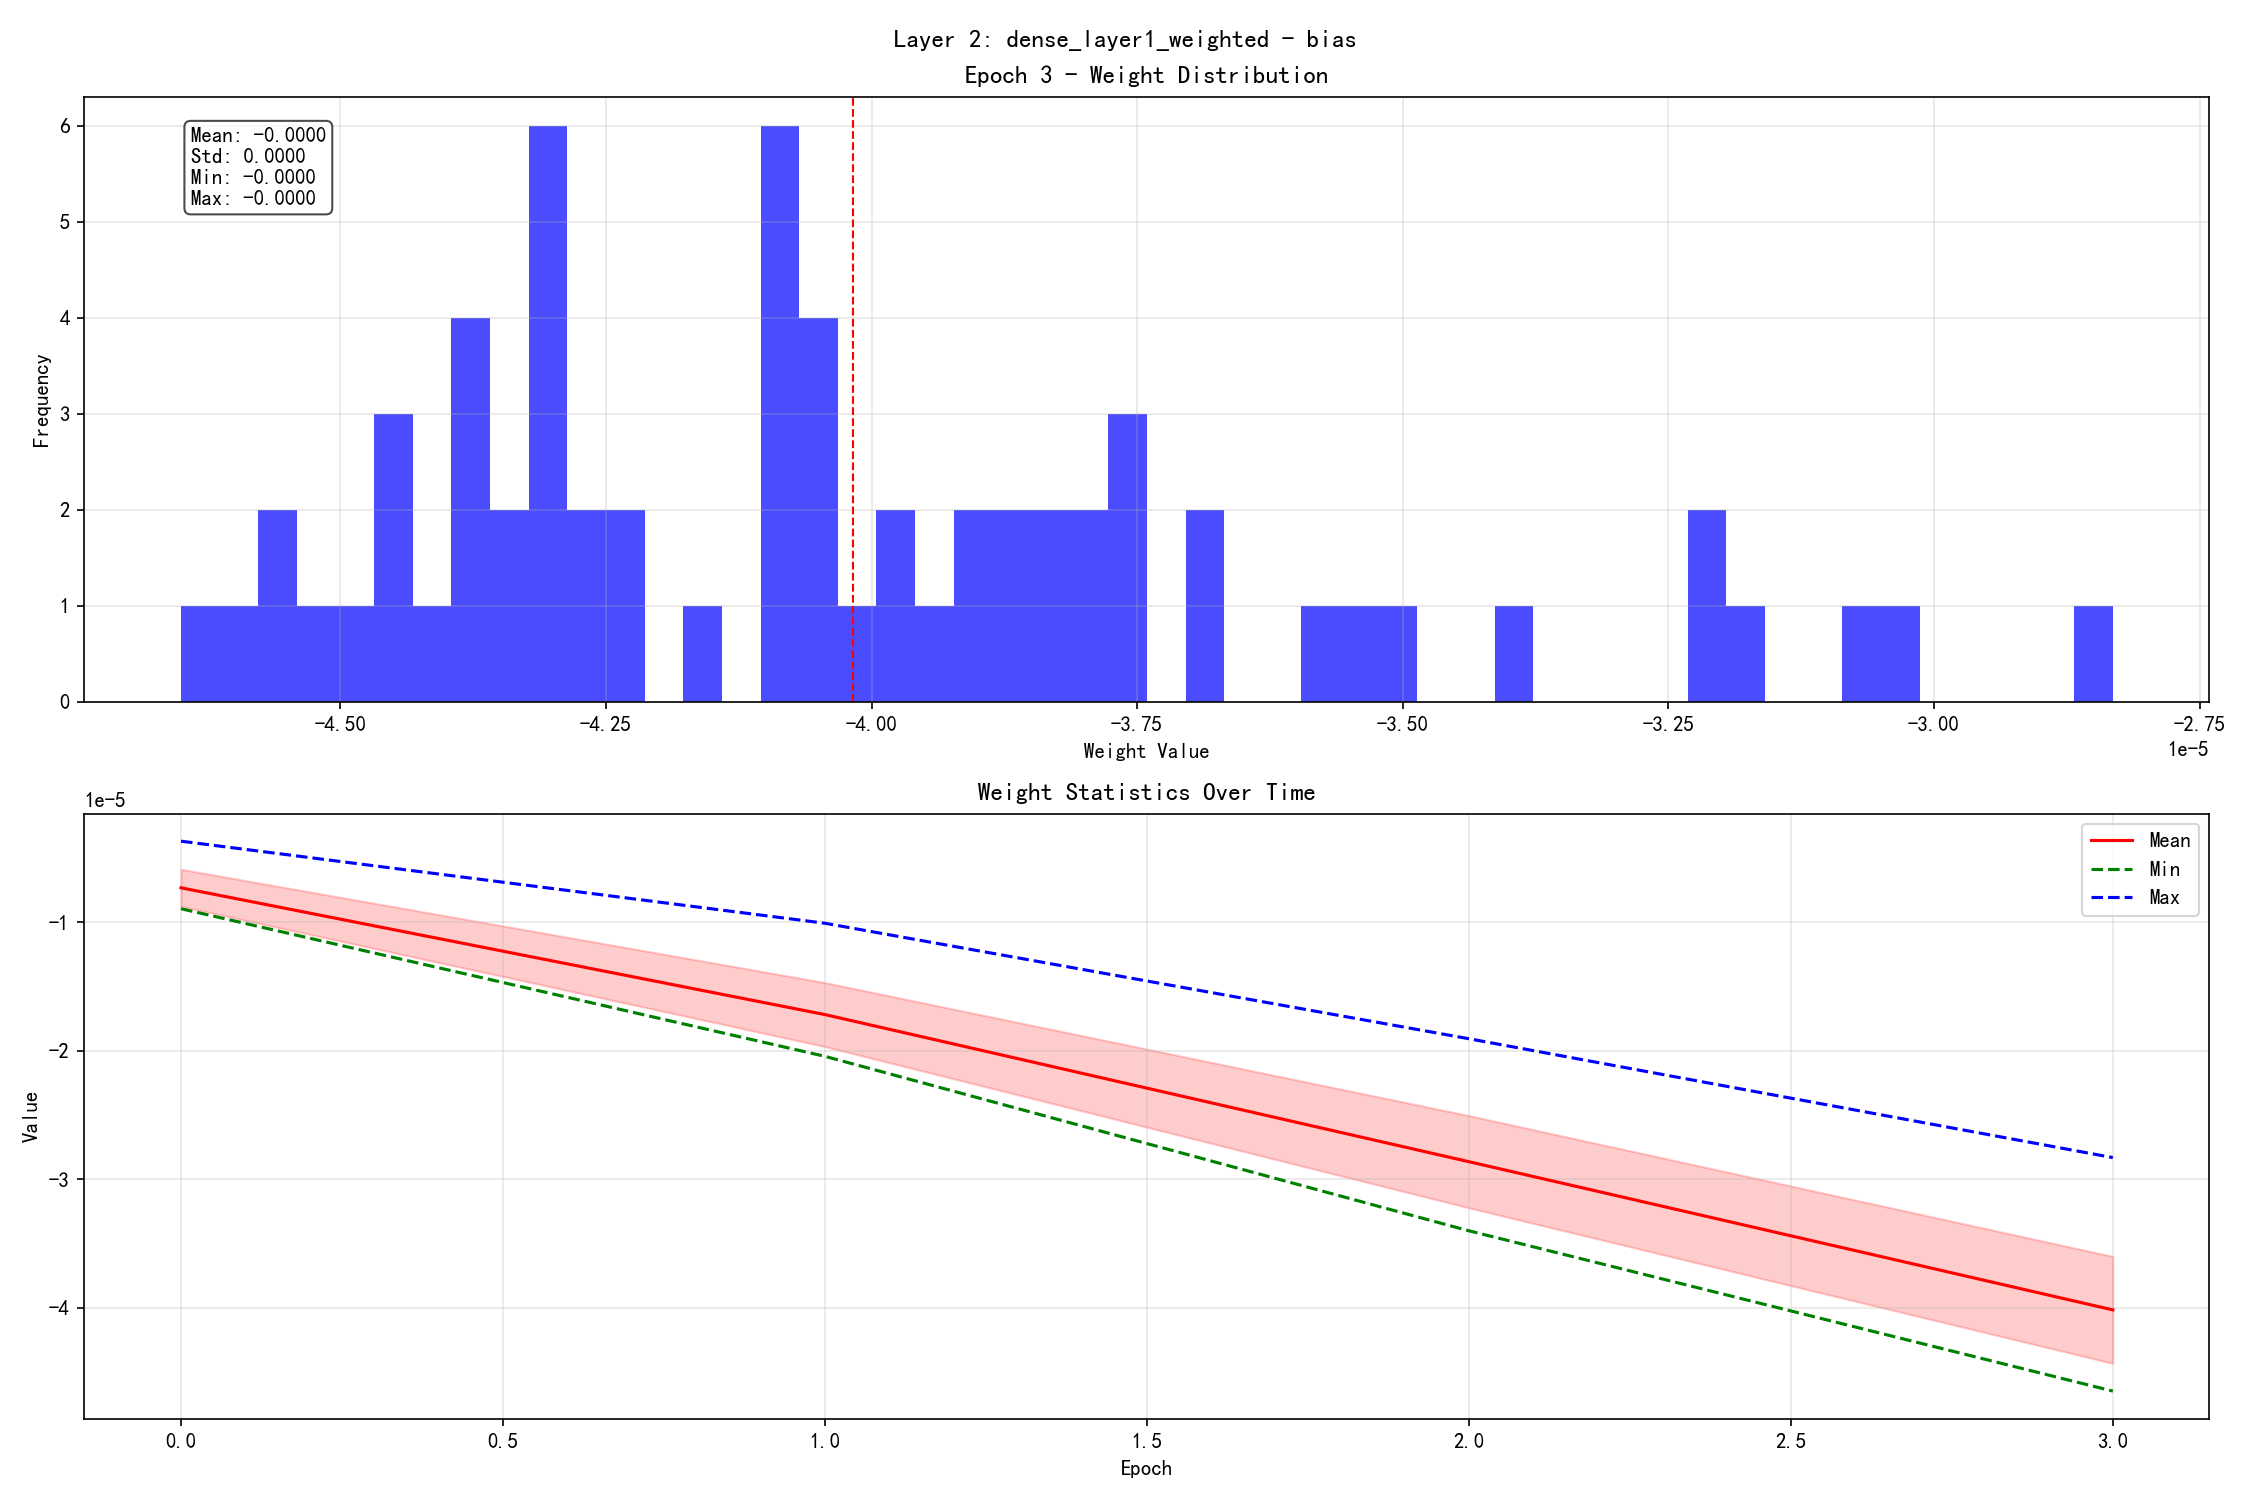 Layer 2: dense_layer1_weighted - bias
Epoch 3 - Weight Distribution
Mean: -0.0000
Std: 0.0000
Min: -0.0000
Max: -0.0000
6
5
4
3
2
1
0
Frequency
-4.50 -4.25 -4.00 -3.75 -3.50 -3.25 -3.00 -2.75
Weight Value
1e-5
Weight Statistics Over Time
1e-5
Mean
Min
Max
-1
-2
-3
-4
Value
0.0 0.5 1.0 1.5 2.0 2.5 3.0
Epoch